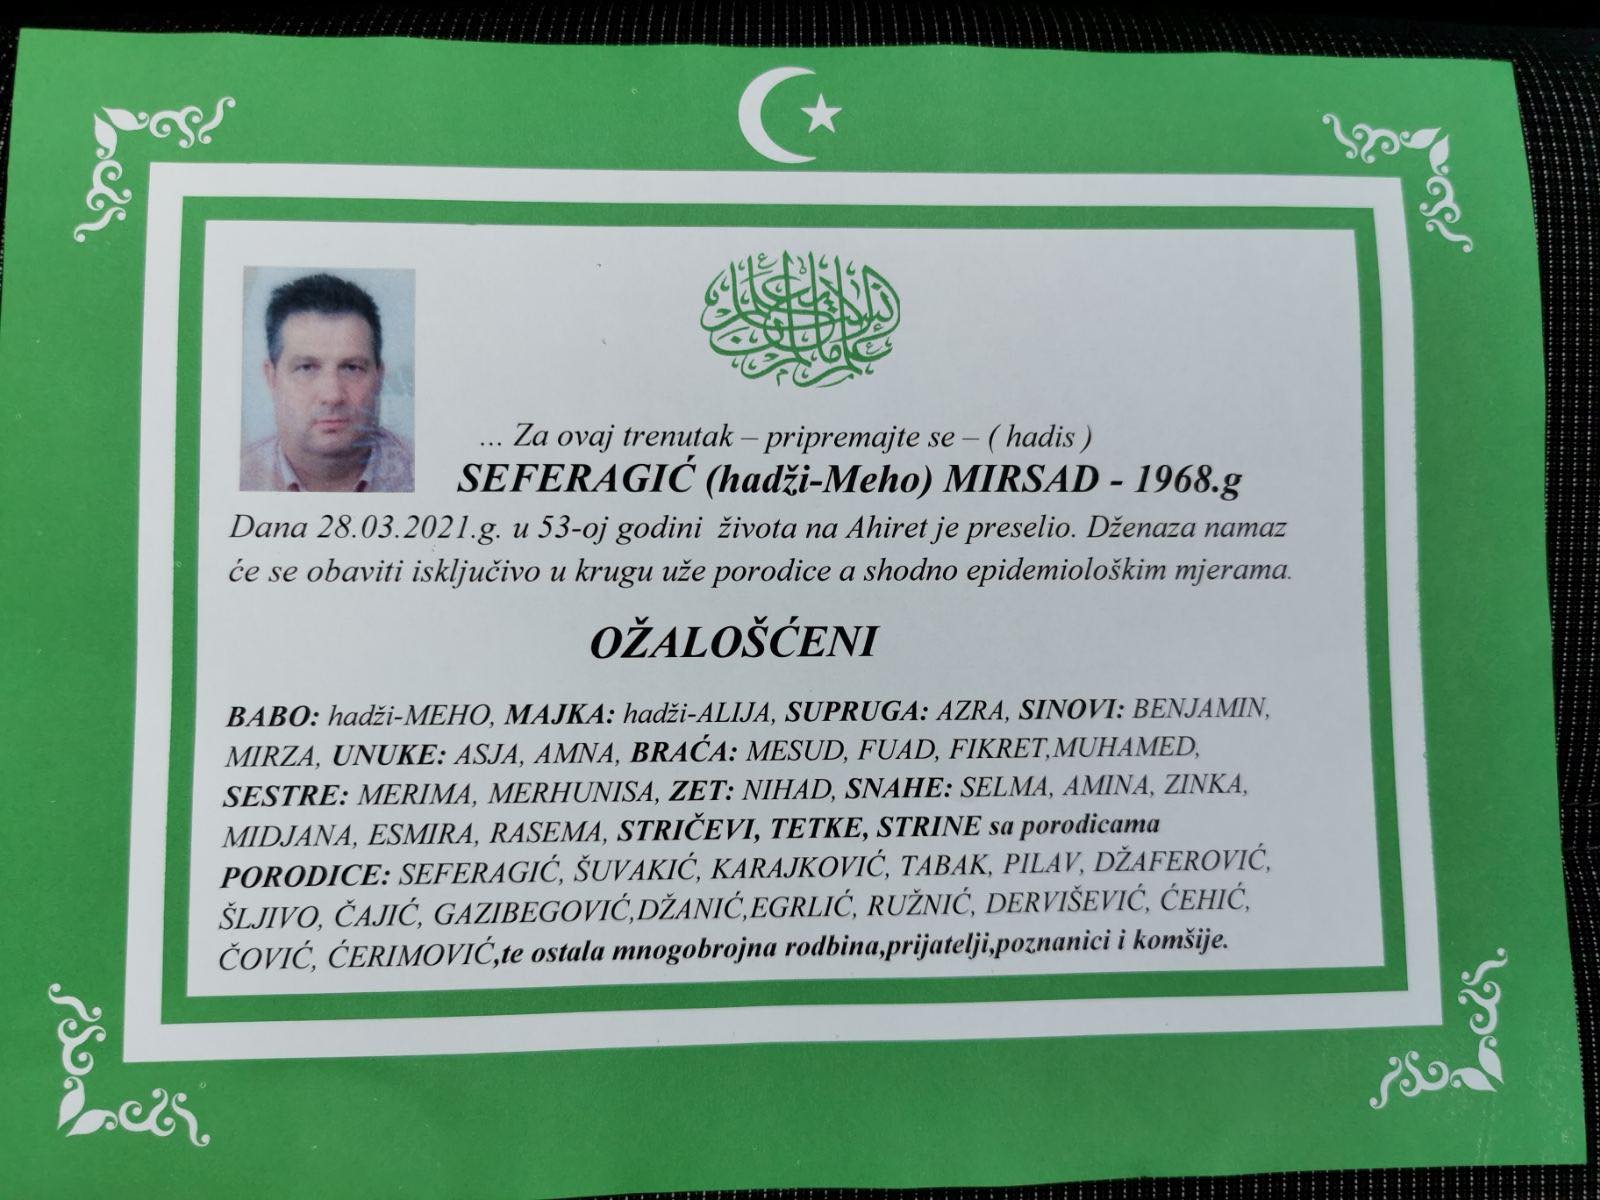 ... Za ovaj trenutak – pripremajte se – ( hadis )
SEFERAGIĆ (hadži-Meho) MIRSAD - 1968.g
Dana 28.03.2021.g. u 53-oj godini života na Ahiret je preselio. Dženaza namaz
će se obaviti isključivo u krugu uže porodice a shodno epidemiološkim mjerama.
OŽALOŠĆENI
BABO: hadži-MEHO, MAJKA: hadži-ALIJA, SUPRUGA: AZRA, SINOVI: BENJAMIN,
MIRZA, UNUKE: ASJA, AMNA, BRAĆA: MESUD, FUAD, FIKRET,MUHAMED,
SESTRE: MERIMA, MERHUNISA, ZET: NIHAD, SNAHE: SELMA, AMINA, ZINKA,
MIDJANA, ESMIRA, RASEMA, STRIČEVI, TETKE, STRINE sa porodicama
PORODICE: SEFERAGIĆ, ŠUVAKIĆ, KARAJKOVIĆ, TABAK, PILAV, DŽAFEROVIĆ,
ŠLJIVO, ČAJIĆ, GAZIBEGOVIĆ,DŽANIĆ,EGRLIĆ, RUŽNIĆ, DERVIŠEVIĆ, ĆEHIĆ,
ČOVIĆ, ĆERIMOVIĆ,te ostala mnogobrojna rodbina,prijatelji,poznanici i komšije.